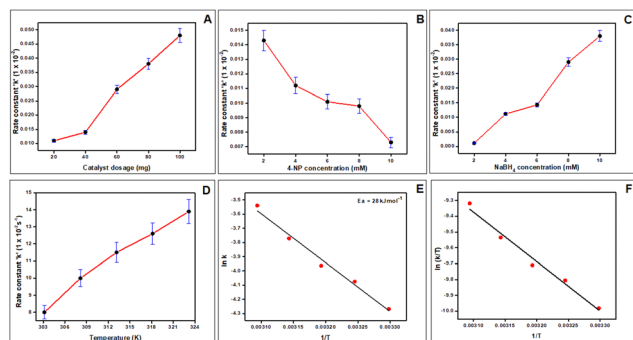 A
0.050
0.045
0.040
0.035
0.030
0.025
0.020
0.015
0.010
20 40 60 80 100
Catalyst dosage (mg)
Rate constant 'k' (1 x 10⁻²)
B
0.015
0.014
0.013
0.012
0.011
0.010
0.009
0.008
0.007
2 4 6 8 10
4-NP concentration (mM)
Rate constant 'k' (1 x 10⁻²)
C
0.040
0.035
0.030
0.025
0.020
0.015
0.010
0.005
0.000
2 4 6 8 10
NaBH₄ concentration (mM)
Rate constant 'k' (1 x 10⁻²)
D
15
14
13
12
11
10
9
8
303 306 309 312 315 318 321 324
Temperature (K)
Rate constant 'k' (1 x 10⁻² s⁻¹)
E
Ea = 28 kJmol⁻¹
-3.5
-3.6
-3.7
-3.8
-3.9
-4.0
-4.1
-4.2
-4.3
0.00310 0.00315 0.00320 0.00325 0.00330
1/T
ln k
F
-9.3
-9.4
-9.5
-9.6
-9.7
-9.8
-9.9
-10.0
0.00310 0.00315 0.00320 0.00325 0.00330
1/T
ln (k/T)